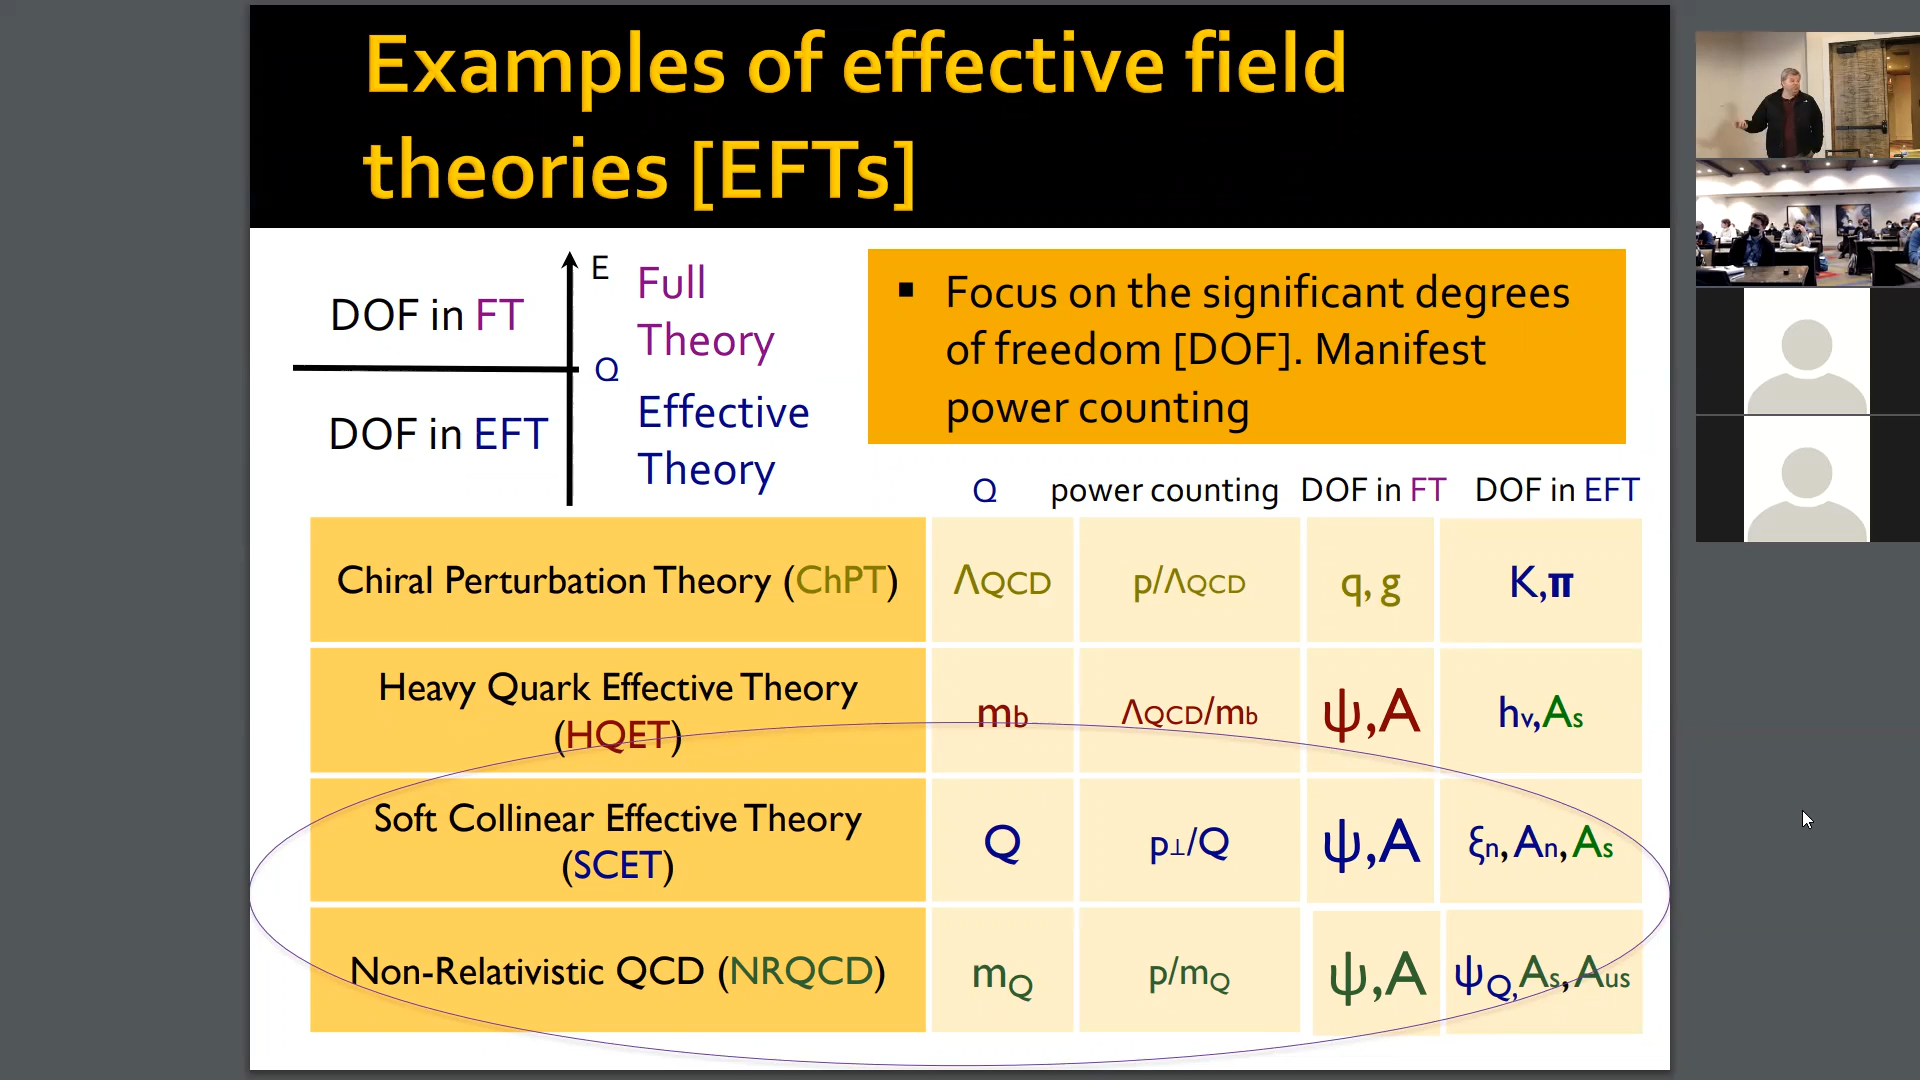 Examples of effective field
theories [EFTs]
E
DOF in FT
Full
Theory
Q
DOF in EFT
Effective
Theory
▪ Focus on the significant degrees
of freedom [DOF]. Manifest
power counting
Q power counting DOF in FT DOF in EFT
Chiral Perturbation Theory (ChPT) ΛQCD p/ΛQCD q, g K,π
Heavy Quark Effective Theory
(HQET) mb ΛQCD/mb ψ,A hv,As
Soft Collinear Effective Theory
(SCET) Q p⊥/Q ψ,A ξn,An,As
Non-Relativistic QCD (NRQCD) mQ p/mQ ψ,A ψQ,As,Aus